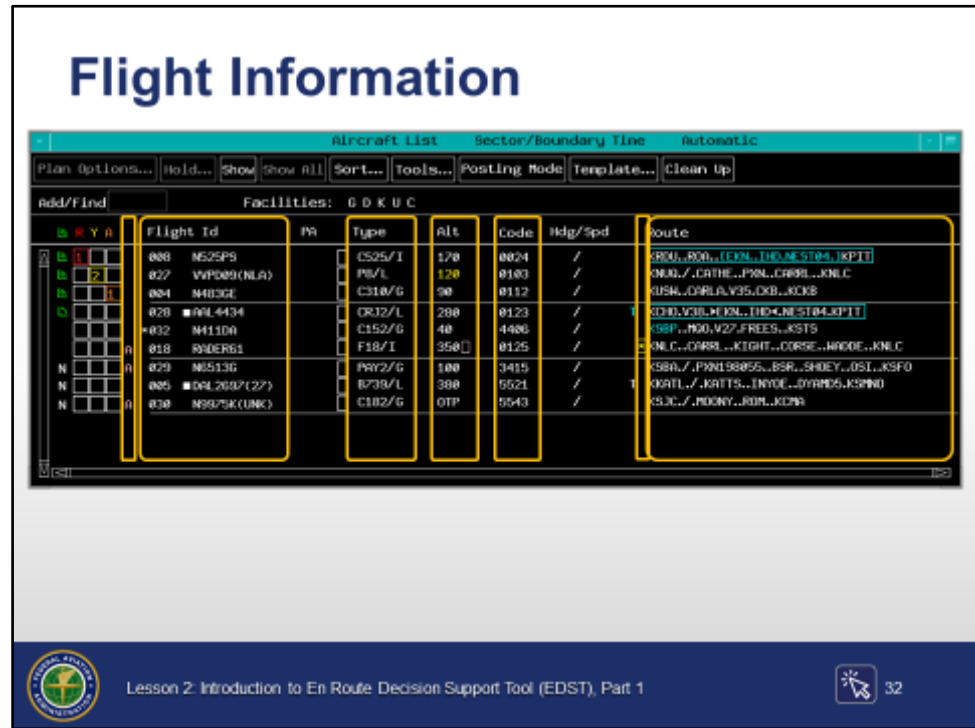 Flight Information
Aircraft List Sector/Boundary Time Automatic
Plan Options... Hold... Show Show All Sort... Tools... Posting Mode Template... Clean Up
Add/Find Facilities: G D K U C
R Y A Flight Id PA Type Alt Code Hdg/Spd Route
1 008 N525PS C525/I 170 0024 / KRDU..ROA..[EKN..IHD.NEST04.]KPIT
2 027 VVPD09(NLA) P8/L 120 0103 / KNUQ./.CATHE..PXN..CARRL..KNLC
1 004 N483GE C310/G 90 0112 / KUSW..CARLA.V35.CKB..KCKB
028 AAL4434 CRJ2/L 280 0123 / T KCHO.V38.►EKN..IHD◄.NEST04.KPIT
*032 N411DA C152/G 40 4406 / KSBP..MQO.V27.FREES..KSTS
A 018 RADER61 F18/I 350 0125 / * KNLC..CARRL..KIGHT..CORSE..WADDE..KNLC
N A 029 N6513G PAY2/G 100 3415 / KSBA./.PXN198055..BSR..SHOEY..OSI..KSFO
N 005 DAL2697(27) B739/L 380 5521 / T KKATL./.KATTS..INYOE..DYAMD5.KSMNO
N A 030 N9975K(UNK) C182/G OTP 5543 / KSJC./.MOONY..ROM..KCMA
FEDERAL AVIATION ADMINISTRATION
Lesson 2: Introduction to En Route Decision Support Tool (EDST), Part 1
32